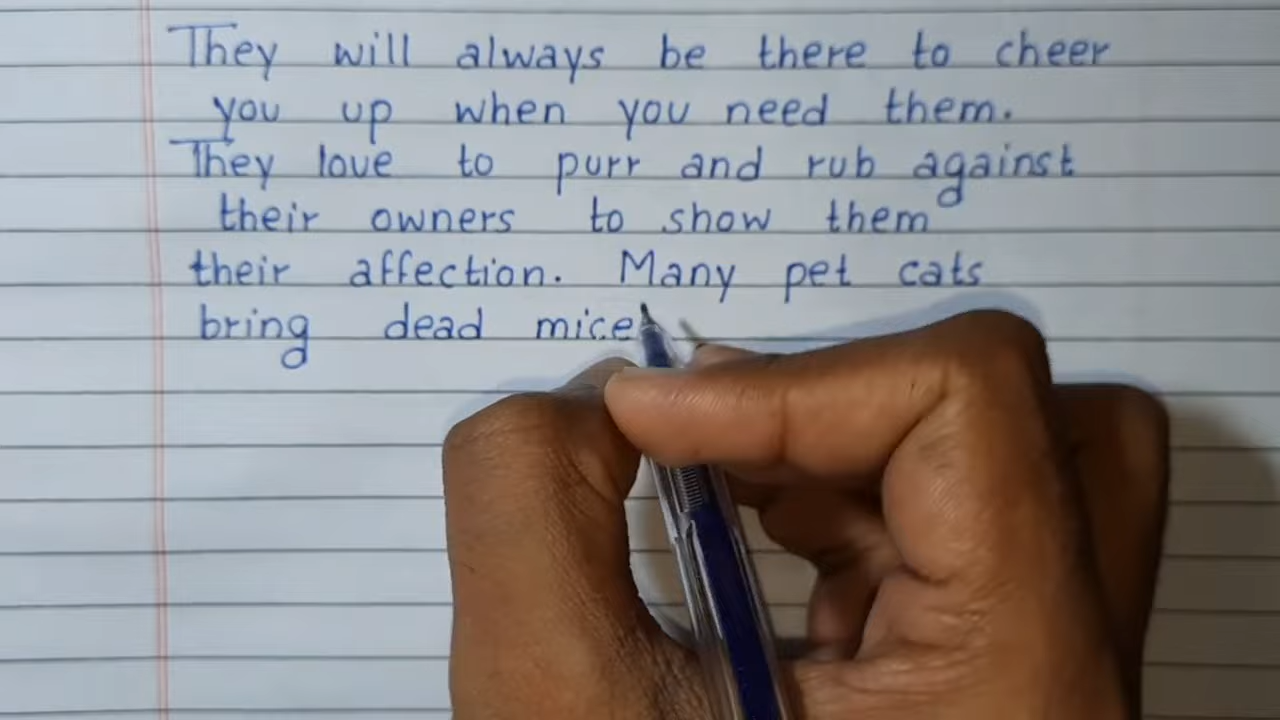 They will always be there to cheer
you up when you need them.
They love to purr and rub against
their owners to show them
their affection. Many pet cats
bring dead mice